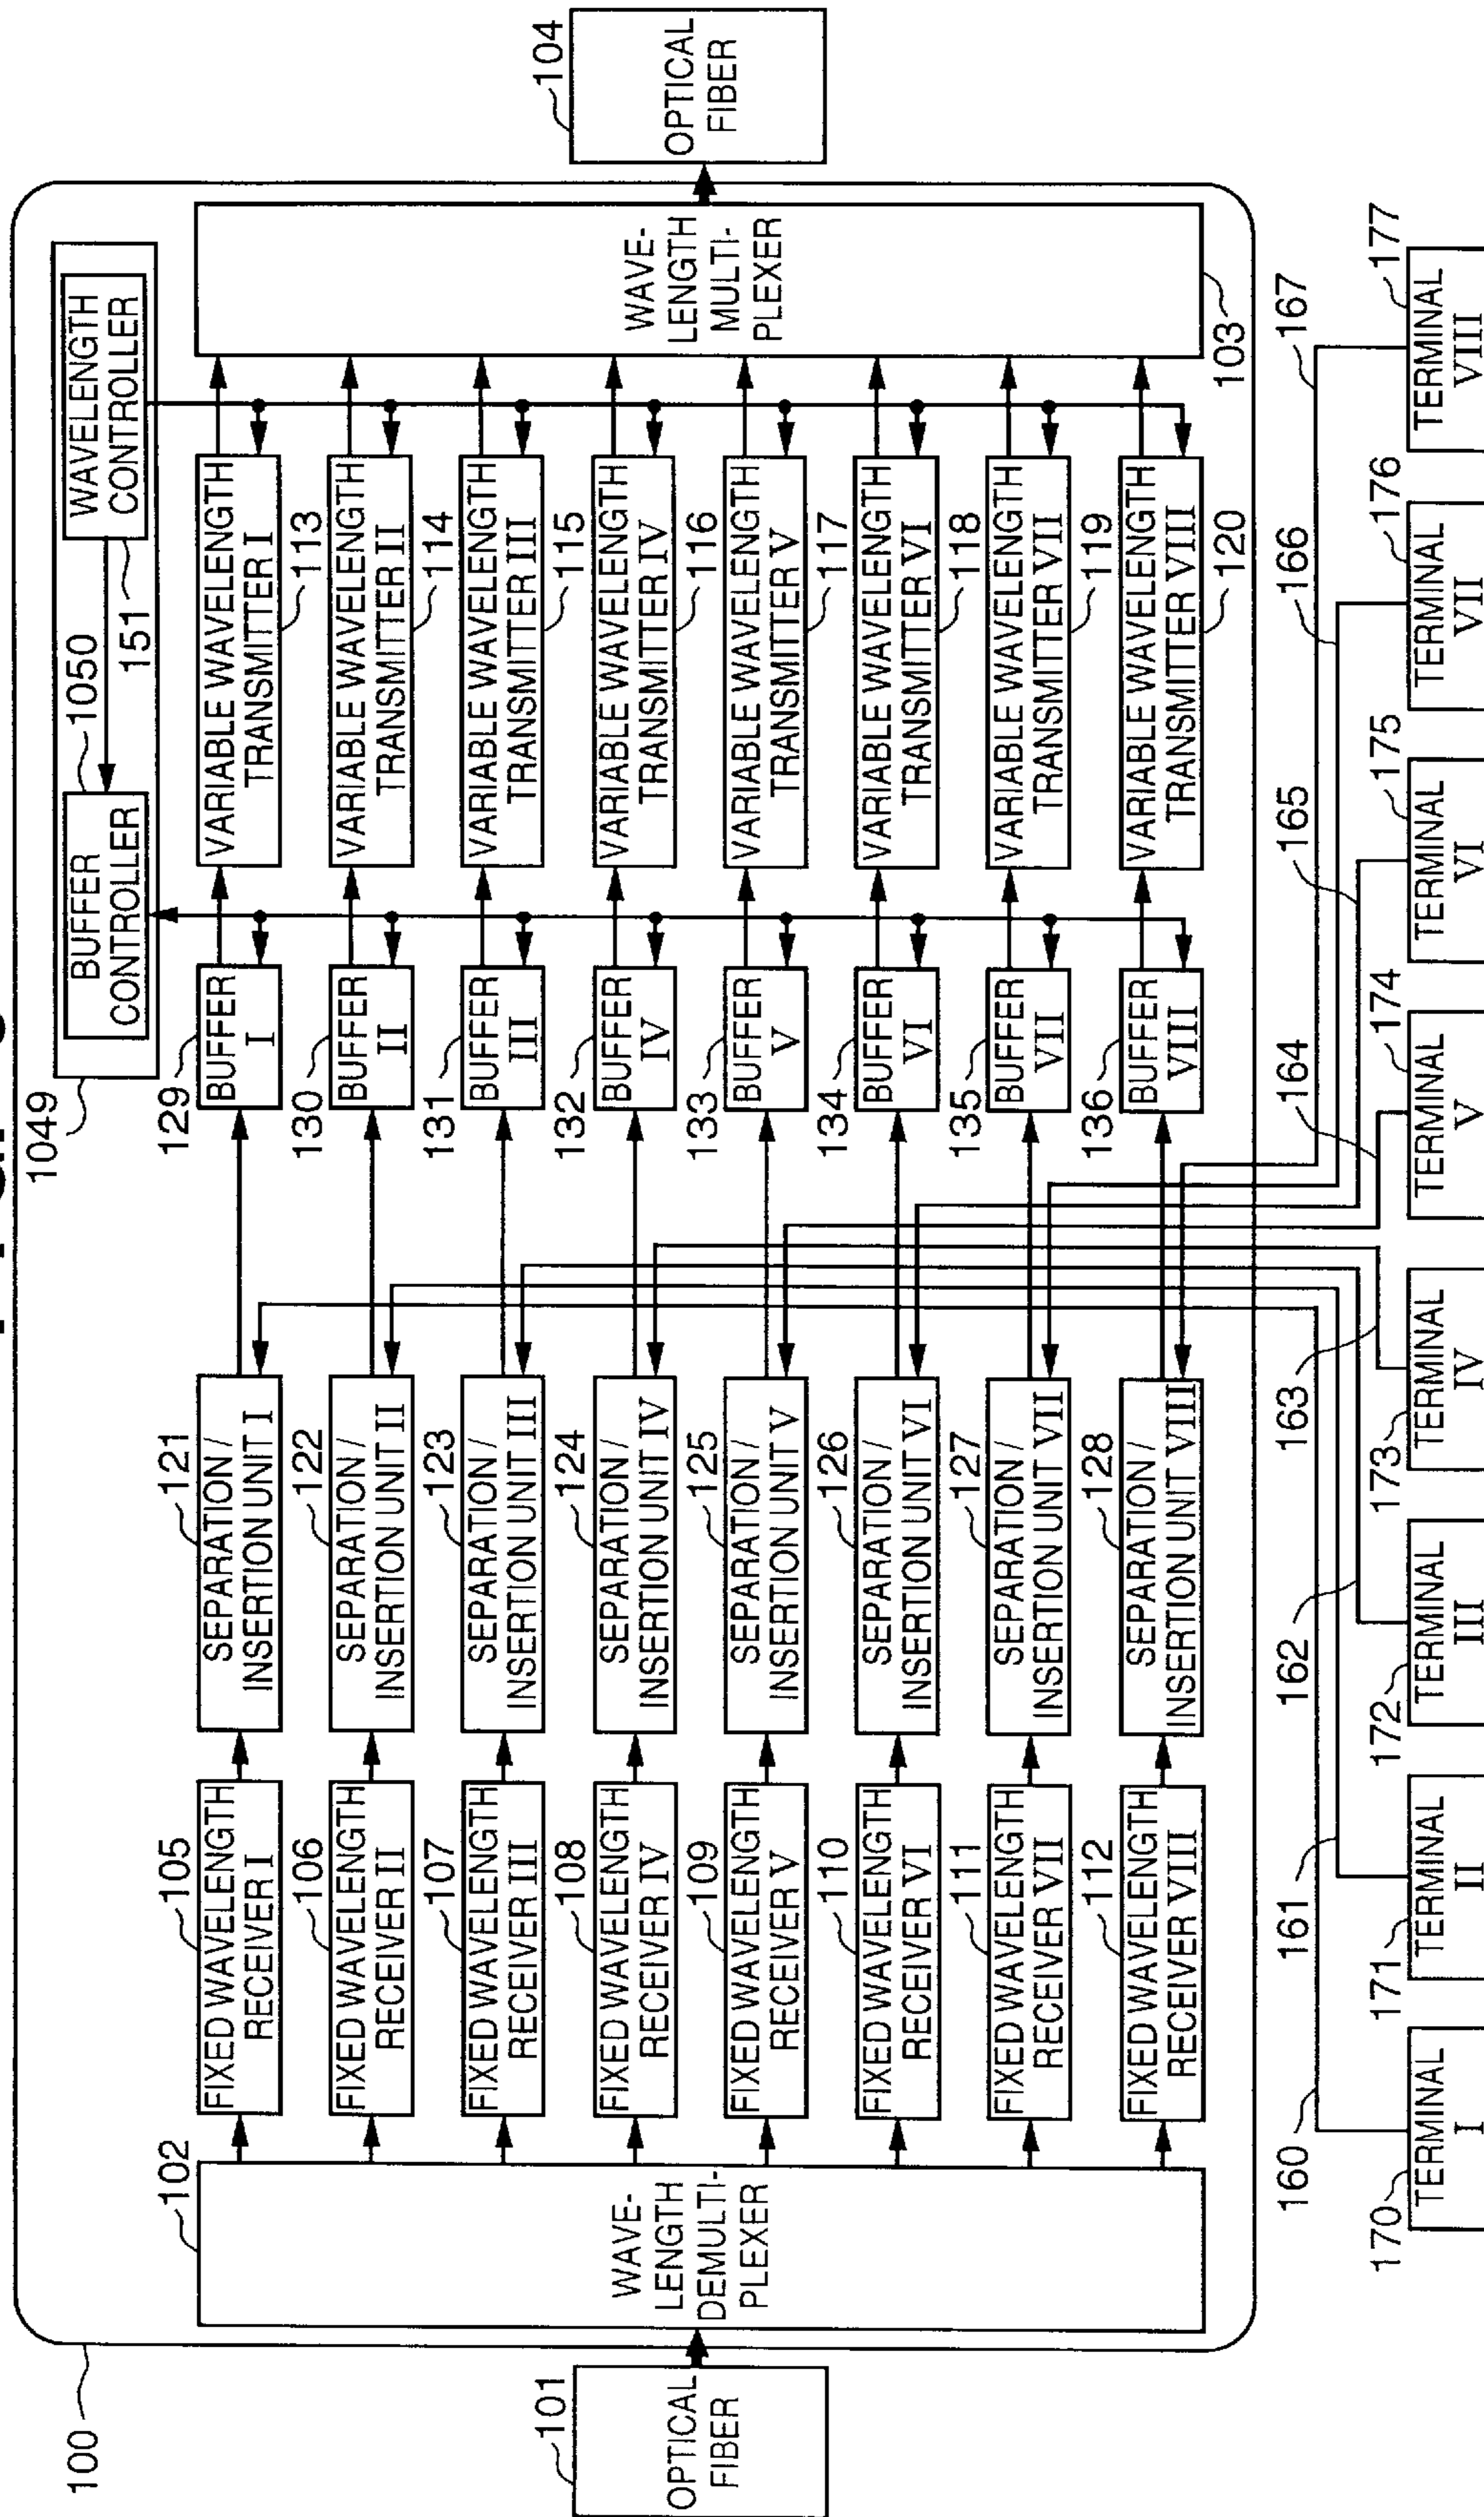 100
101
OPTICAL
FIBER
102
WAVE-
LENGTH
DEMULTI-
PLEXER
105
FIXED WAVELENGTH
RECEIVER I
106
FIXED WAVELENGTH
RECEIVER II
107
FIXED WAVELENGTH
RECEIVER III
108
FIXED WAVELENGTH
RECEIVER IV
109
FIXED WAVELENGTH
RECEIVER V
110
FIXED WAVELENGTH
RECEIVER VI
111
FIXED WAVELENGTH
RECEIVER VII
112
FIXED WAVELENGTH
RECEIVER VIII
121
SEPARATION /
INSERTION UNIT I
122
SEPARATION /
INSERTION UNIT II
123
SEPARATION /
INSERTION UNIT III
124
SEPARATION /
INSERTION UNIT IV
125
SEPARATION /
INSERTION UNIT V
126
SEPARATION /
INSERTION UNIT VI
127
SEPARATION /
INSERTION UNIT VII
128
SEPARATION /
INSERTION UNIT VIII
1049
129
BUFFER
I
130
BUFFER
II
131
BUFFER
III
132
BUFFER
IV
133
BUFFER
V
134
BUFFER
VI
135
BUFFER
VII
136
BUFFER
VIII
BUFFER
CONTROLLER
1050
WAVELENGTH
CONTROLLER
151
VARIABLE WAVELENGTH
TRANSMITTER I
113
VARIABLE WAVELENGTH
TRANSMITTER II
114
VARIABLE WAVELENGTH
TRANSMITTER III
115
VARIABLE WAVELENGTH
TRANSMITTER IV
116
VARIABLE WAVELENGTH
TRANSMITTER V
117
VARIABLE WAVELENGTH
TRANSMITTER VI
118
VARIABLE WAVELENGTH
TRANSMITTER VII
119
VARIABLE WAVELENGTH
TRANSMITTER VIII
120
WAVE-
LENGTH
MULTI-
PLEXER
103
104
OPTICAL
FIBER
160
161
162
163
164
165
166
167
170
TERMINAL
I
171
TERMINAL
II
172
TERMINAL
III
173
TERMINAL
IV
174
TERMINAL
V
175
TERMINAL
VI
176
TERMINAL
VII
177
TERMINAL
VIII